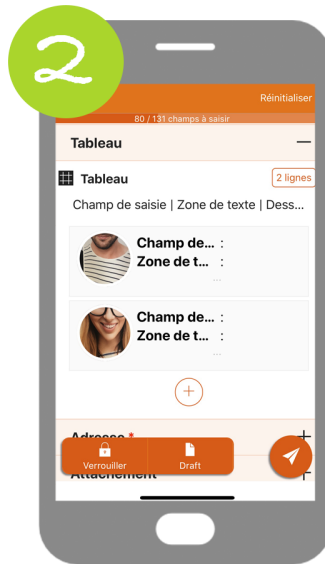 2
Réinitialiser
80 / 131 champs à saisir
Tableau
Tableau
2 lignes
Champ de saisie | Zone de texte | Dess...
Champ de... :
Zone de t... :
...
Champ de... :
Zone de t... :
...
Adresse *
Verrouiller
Draft
Attachement